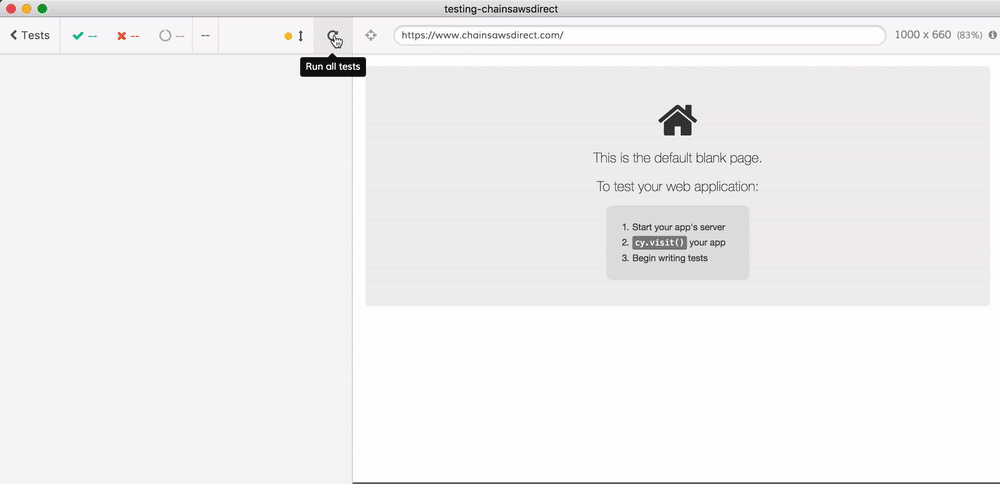 testing-chainsawsdirect
Tests -- -- -- -- https://www.chainsawsdirect.com/ 1000 x 660 (83%)
Run all tests
This is the default blank page.
To test your web application:
1. Start your app's server
2. cy.visit() your app
3. Begin writing tests